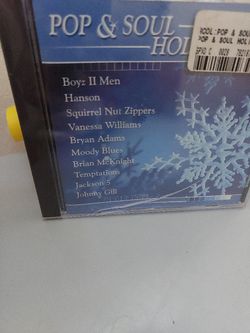 POP & SOUL
HOL
POP & SOUL HOL
Boyz II Men
Hanson
Squirrel Nut Zippers
Vanessa Williams
Bryan Adams
Moody Blues
Brian McKnight
Temptations
Jackson 5
Johnny Gill